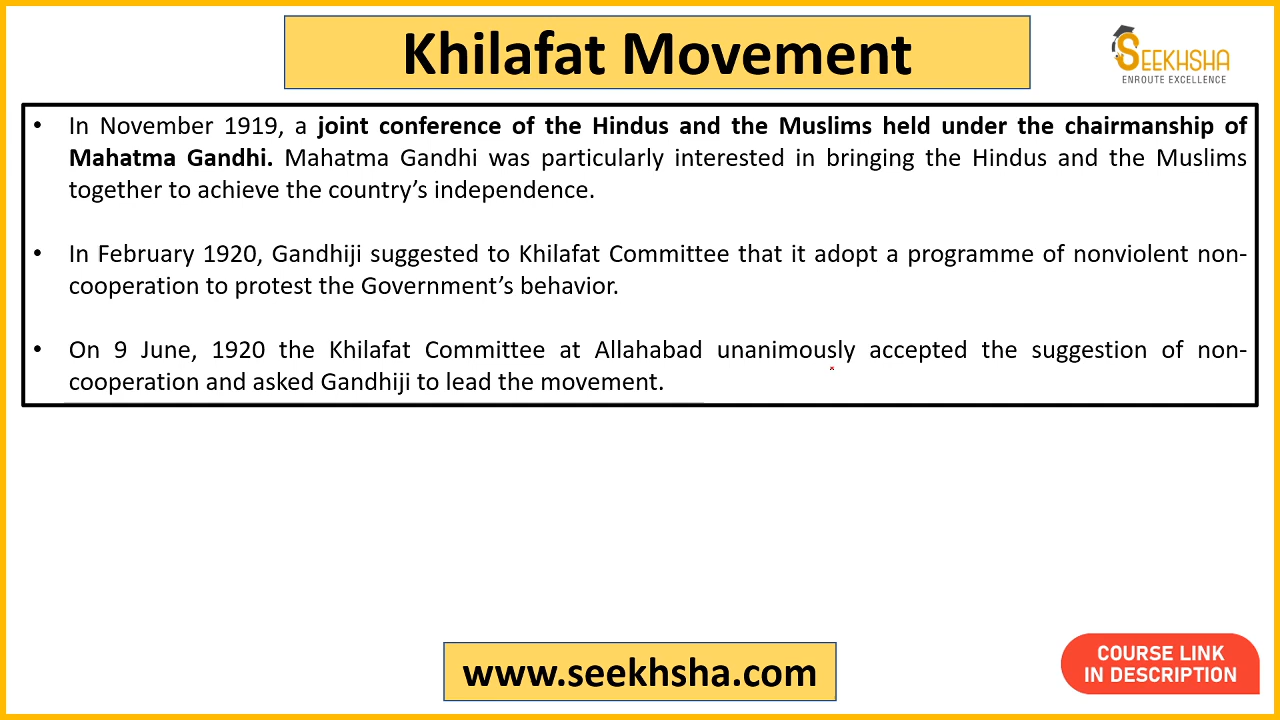 Khilafat Movement
SEEKHSHA
ENROUTE EXCELLENCE
• In November 1919, a joint conference of the Hindus and the Muslims held under the chairmanship of
Mahatma Gandhi. Mahatma Gandhi was particularly interested in bringing the Hindus and the Muslims
together to achieve the country’s independence.
• In February 1920, Gandhiji suggested to Khilafat Committee that it adopt a programme of nonviolent non-
cooperation to protest the Government’s behavior.
• On 9 June, 1920 the Khilafat Committee at Allahabad unanimously accepted the suggestion of non-
cooperation and asked Gandhiji to lead the movement.
www.seekhsha.com
COURSE LINK
IN DESCRIPTION